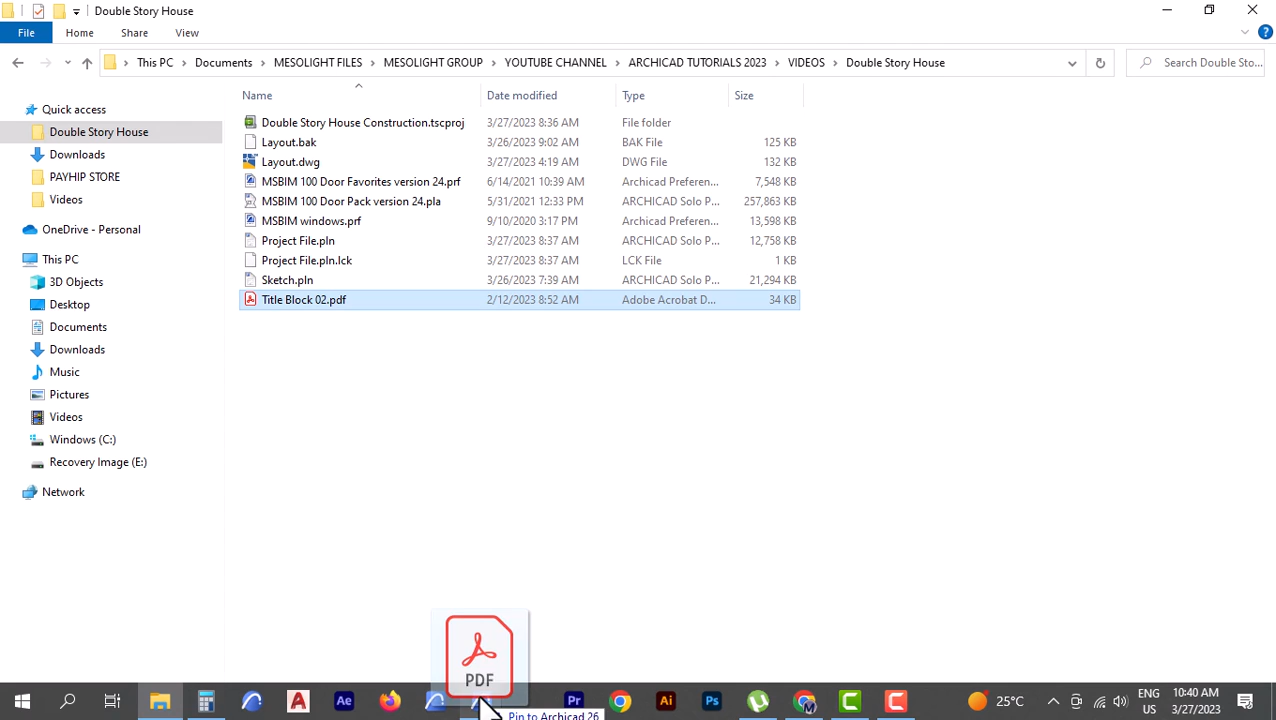 Double Story House
File Home Share View
This PC Documents MESOLIGHT FILES MESOLIGHT GROUP YOUTUBE CHANNEL ARCHICAD TUTORIALS 2023 VIDEOS Double Story House Search Double Sto...
Name Date modified Type Size
Quick access
Double Story House
Downloads
PAYHIP STORE
Videos
OneDrive - Personal
This PC
3D Objects
Desktop
Documents
Downloads
Music
Pictures
Videos
Windows (C:)
Recovery Image (E:)
Network
Double Story House Construction.tscproj 3/27/2023 8:36 AM File folder
Layout.bak 3/26/2023 9:02 AM BAK File 125 KB
Layout.dwg 3/27/2023 4:19 AM DWG File 132 KB
MSBIM 100 Door Favorites version 24.prf 6/14/2021 10:39 AM Archicad Preferen... 7,548 KB
MSBIM 100 Door Pack version 24.pla 5/31/2021 12:33 PM ARCHICAD Solo P... 257,863 KB
MSBIM windows.prf 9/10/2020 3:17 PM Archicad Preferen... 13,598 KB
Project File.pln 3/27/2023 8:37 AM ARCHICAD Solo P... 12,758 KB
Project File.pln.lck 3/27/2023 8:37 AM LCK File 1 KB
Sketch.pln 3/26/2023 7:39 AM ARCHICAD Solo P... 21,294 KB
Title Block 02.pdf 2/12/2023 8:52 AM Adobe Acrobat D... 34 KB
PDF
Pin to Archicad 26
A Ae Pr Ai Ps M C C
25°C
ENG
US
10:40 AM
3/27/2023